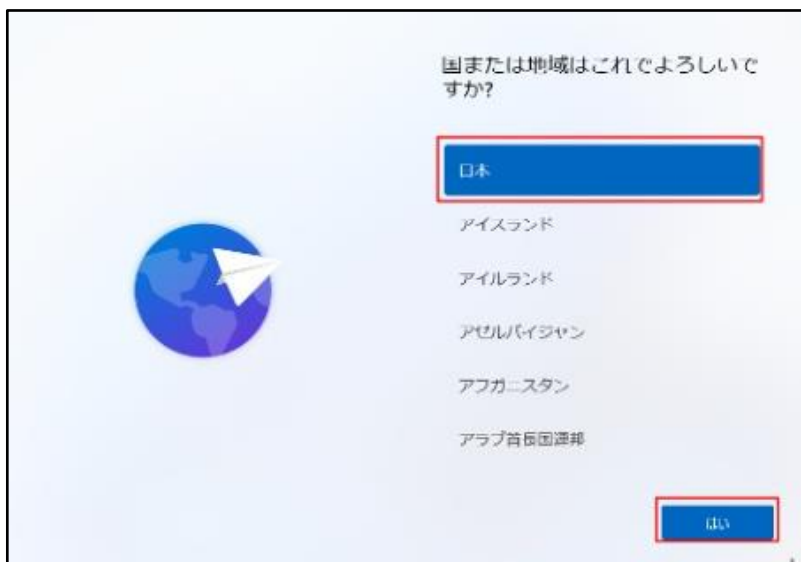 国または地域はこれでよろしいで
すか?
日本
アイスランド
アイルランド
アゼルバイジャン
アフガニスタン
アラブ首長国連邦
はい